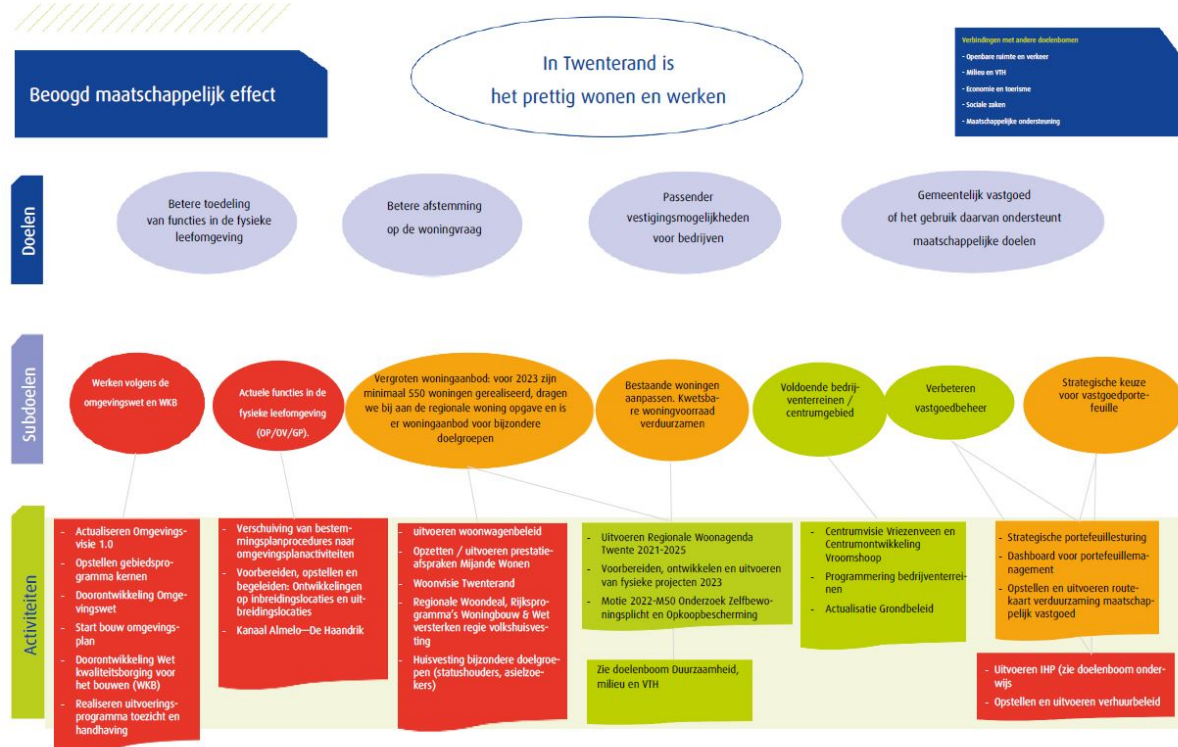 Beoogd maatschappelijk effect
In Twenterand is
het prettig wonen en werken
Verbindingen met andere doelenbomen
- Openbare ruimte en verkeer
- Milieu en VTH
- Economie en toerisme
- Sociale zaken
- Maatschappelijke ondersteuning
Doelen
Betere toedeling
van functies in de fysieke
leefomgeving
Betere afstemming
op de woningvraag
Passender
vestigingsmogelijkheden
voor bedrijven
Gemeentelijk vastgoed
of het gebruik daarvan ondersteunt
maatschappelijke doelen
Subdoelen
Werken volgens de
omgevingswet en WKB
Actuele functies in de
fysieke leefomgeving
(OP/OV/GP).
Vergroten woningaanbod: voor 2023 zijn
minimaal 550 woningen gerealiseerd, dragen
we bij aan de regionale woning opgave en is
er woningaanbod voor bijzondere
doelgroepen
Bestaande woningen
aanpassen. Kwetsba-
re woningvoorraad
verduurzamen
Voldoende bedrij-
venterreinen /
centrumgebied
Verbeteren
vastgoedbeheer
Strategische keuze
voor vastgoedporte-
feuille
Activiteiten
- Actualiseren Omgevings-
visie 1.0
- Opstellen gebiedspro-
gramma kernen
- Doorontwikkeling Omge-
vingswet
- Start bouw omgevings-
plan
- Doorontwikkeling Wet
kwaliteitsborging voor
het bouwen (WKB)
- Realiseren uitvoerings-
programma toezicht en
handhaving
- Verschuiving van bestem-
mingsplanprocedures naar
omgevingsplanactiviteiten
- Voorbereiden, opstellen en
begeleiden: Ontwikkelingen
op inbreidingslocaties en uit-
breidingslocaties
- Kanaal Almelo—De Haandrik
- uitvoeren woonwagenbeleid
- Opzetten / uitvoeren prestatie-
afspraken Mijande Wonen
- Woonvisie Twenterand
- Regionale Woondeal, Rijkspro-
gramma's Woningbouw & Wet
versterken regie volkshuisves-
ting
- Huisvesting bijzondere doelgroe-
pen (statushouders, asielzoe-
kers)
- Uitvoeren Regionale Woonagenda
Twente 2021-2025
- Voorbereiden, ontwikkelen en uitvoeren
van fysieke projecten 2023
- Motie 2022-M50 Onderzoek Zelfbewo-
ningsplicht en Opkoopbescherming
Zie doelenboom Duurzaamheid,
milieu en VTH
- Centrumvisie Vriezenveen en
Centrumontwikkeling
Vroomshoop
- Programmering bedrijventerrei-
nen
- Actualisatie Grondbeleid
- Strategische portefeuillesturing
- Dashboard voor portefeuillema-
nagement
- Opstellen en uitvoeren route-
kaart verduurzaming maatschap-
pelijk vastgoed
- Uitvoeren IHP (zie doelenboom onder-
wijs
- Opstellen en uitvoeren verhuurbeleid